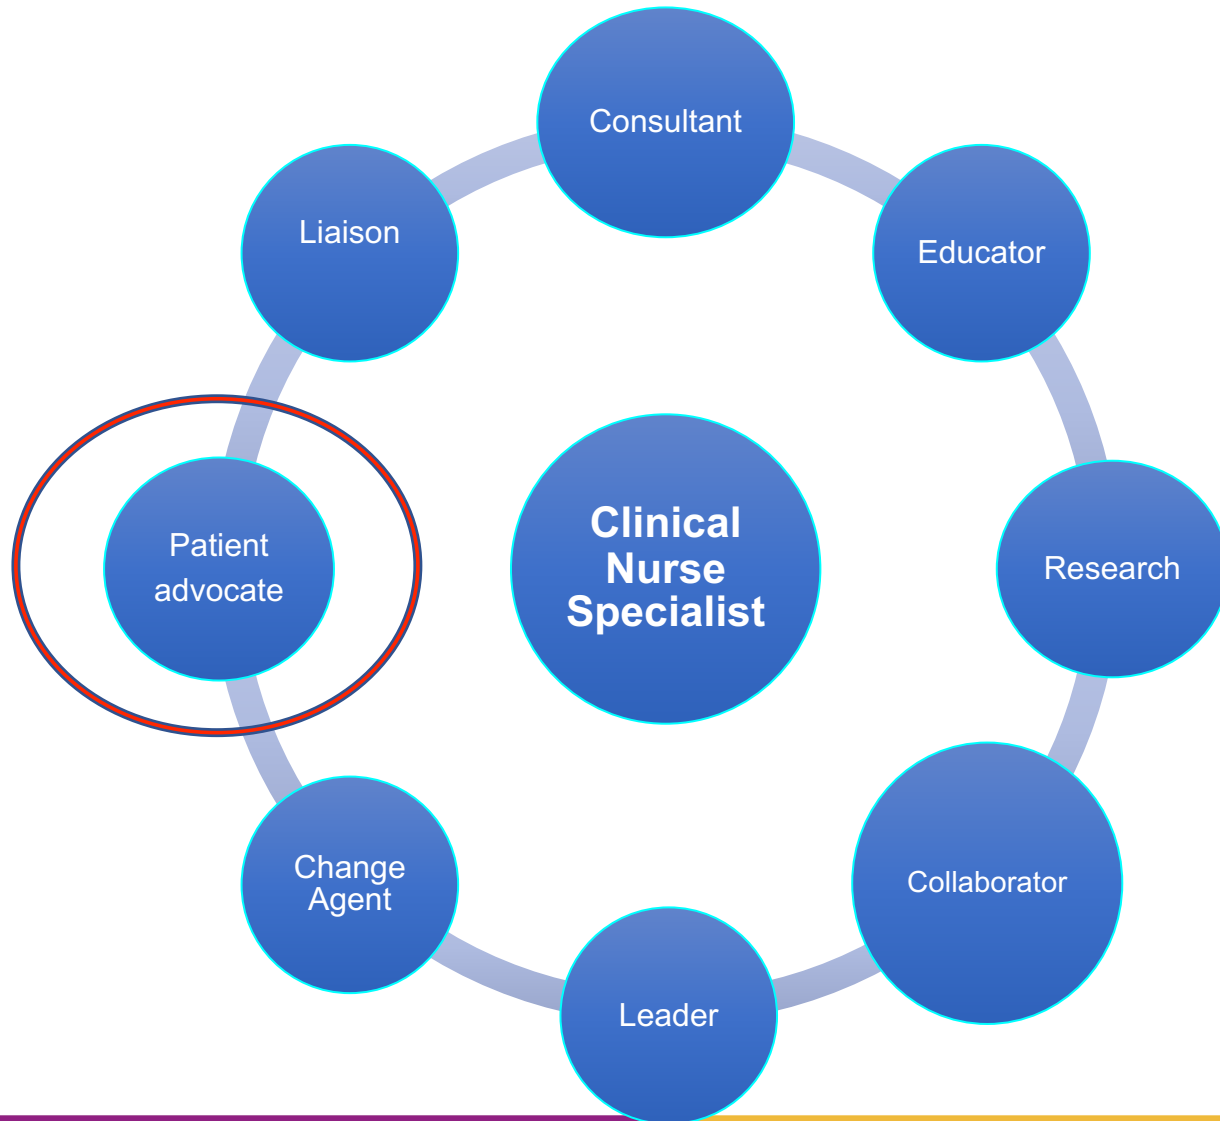 Consultant
Liaison
Educator
Patient
advocate
Clinical
Nurse
Specialist
Research
Change
Agent
Collaborator
Leader